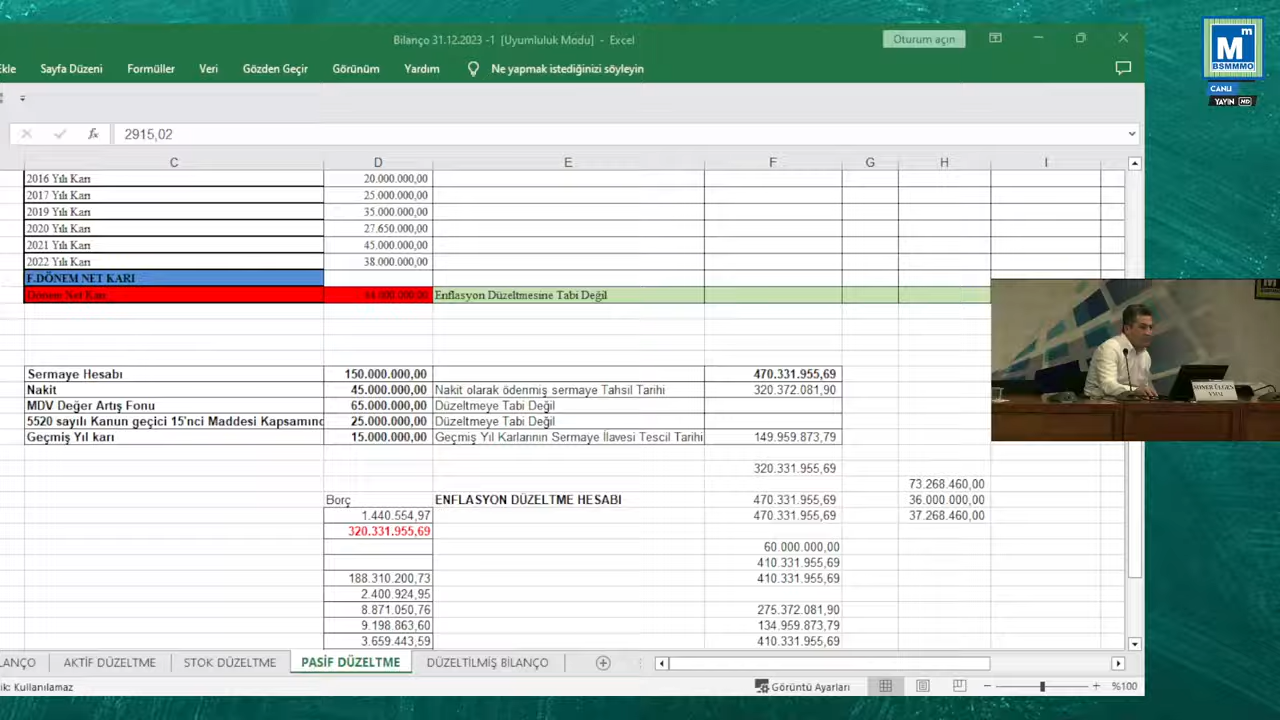 Bilanço 31.12.2023 -1 [Uyumluluk Modu] - Excel
Oturum açın
Ekle Sayfa Düzeni Formüller Veri Gözden Geçir Görünüm Yardım Ne yapmak istediğinizi söyleyin
fx 2915,02
C D E F G H I
2016 Yılı Karı 20.000.000,00
2017 Yılı Karı 25.000.000,00
2019 Yılı Karı 35.000.000,00
2020 Yılı Karı 27.650.000,00
2021 Yılı Karı 45.000.000,00
2022 Yılı Karı 38.000.000,00
F.DÖNEM NET KARI
Dönem Net Karı Enflasyon Düzeltmesine Tabi Değil
Sermaye Hesabı 150.000.000,00 470.331.955,69
Nakit 45.000.000,00 Nakit olarak ödenmiş sermaye Tahsil Tarihi 320.372.081,90
MDV Değer Artış Fonu 65.000.000,00 Düzeltmeye Tabi Değil
5520 sayılı Kanun geçici 15'nci Maddesi Kapsamınd 25.000.000,00 Düzeltmeye Tabi Değil
Geçmiş Yıl karı 15.000.000,00 Geçmiş Yıl Karlarının Sermaye İlavesi Tescil Tarihi 149.959.873,79
320.331.955,69
73.268.460,00
Borç ENFLASYON DÜZELTME HESABI 470.331.955,69 36.000.000,00
1.440.554,97 470.331.955,69 37.268.460,00
320.331.955,69
60.000.000,00
410.331.955,69
188.310.200,73 410.331.955,69
2.400.924,95
8.871.050,76 275.372.081,90
9.198.863,60 134.959.873,79
3.659.443,59 410.331.955,69
LANÇO AKTİF DÜZELTME STOK DÜZELTME PASİF DÜZELTME DÜZELTİLMİŞ BİLANÇO
ik: Kullanılamaz Görüntü Ayarları %100
M m
BSMMMO
CANLI
YAYIN HD
SONER ÜLGEN
YMM